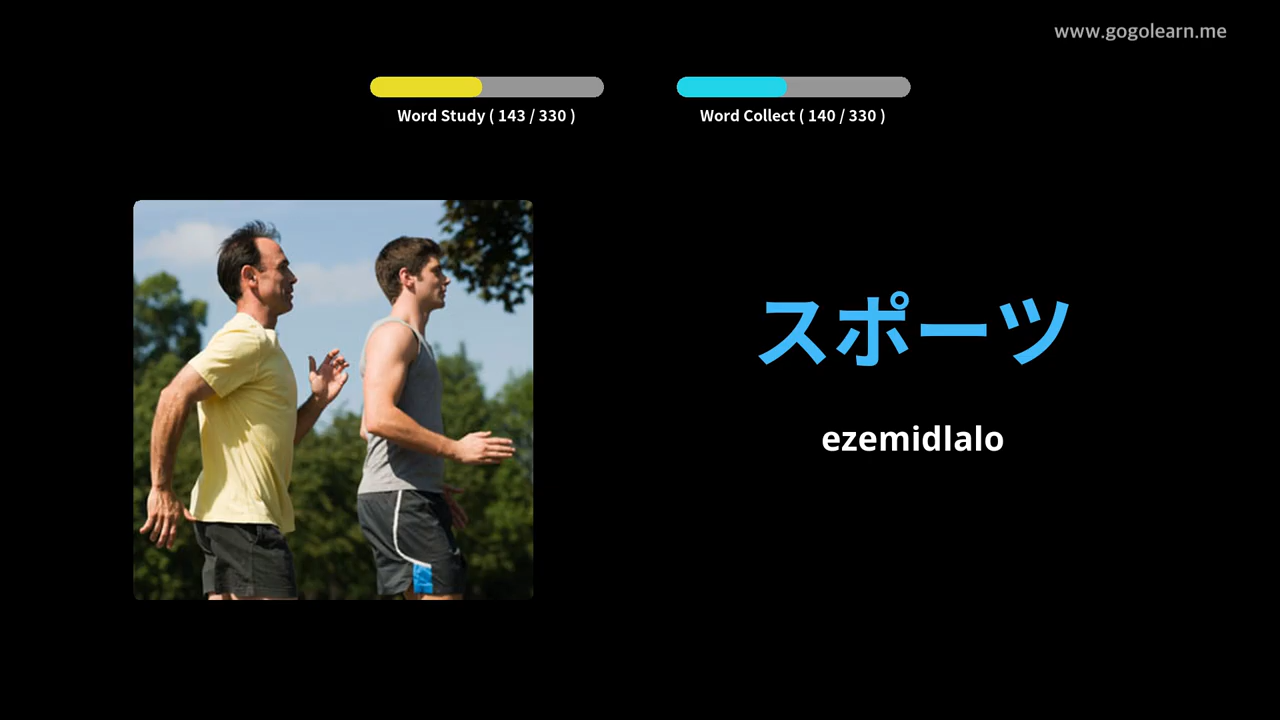 www.gogolearn.me
Word Study ( 143 / 330 )
Word Collect ( 140 / 330 )
スポーツ
ezemidlalo